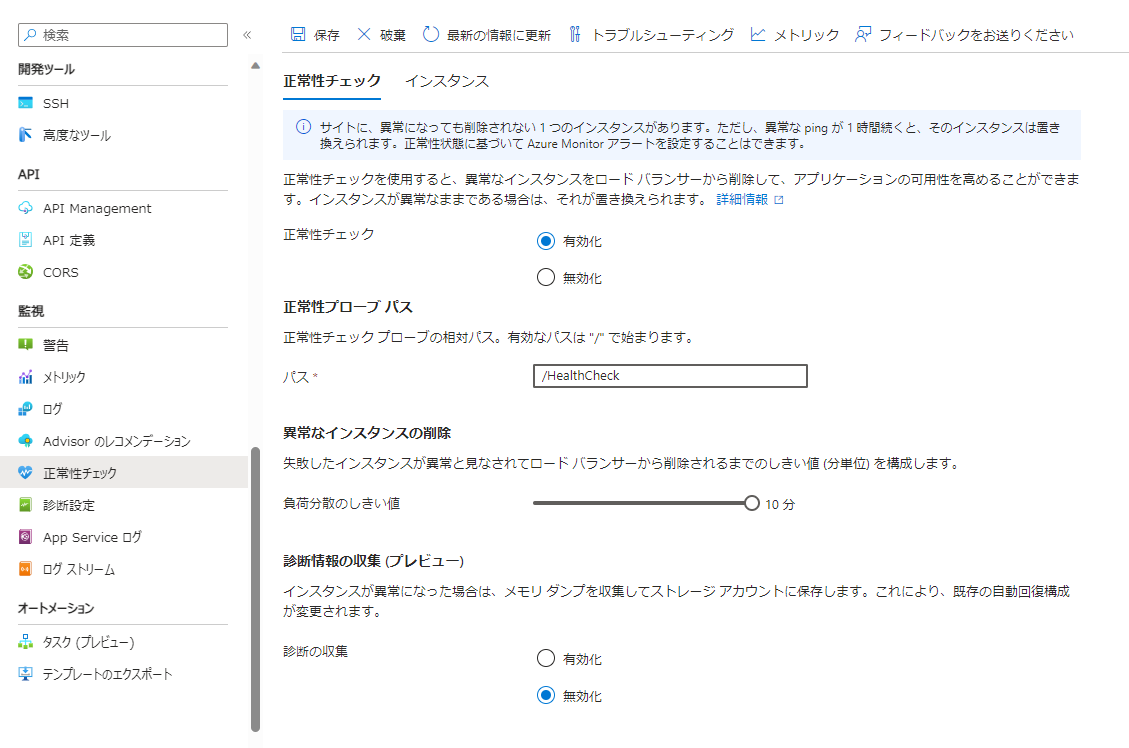 検索
«
保存
破棄
最新の情報に更新
トラブルシューティング
メトリック
フィードバックをお送りください
開発ツール
SSH
高度なツール
API
API Management
API 定義
CORS
監視
警告
メトリック
ログ
Advisor のレコメンデーション
正常性チェック
診断設定
App Service ログ
ログ ストリーム
オートメーション
タスク (プレビュー)
テンプレートのエクスポート
正常性チェック
インスタンス
サイトに、異常になっても削除されない 1 つのインスタンスがあります。ただし、異常な ping が 1 時間続くと、そのインスタンスは置き
換えられます。正常性状態に基づいて Azure Monitor アラートを設定することはできます。
正常性チェックを使用すると、異常なインスタンスをロード バランサーから削除して、アプリケーションの可用性を高めることができま
す。インスタンスが異常なままである場合は、それが置き換えられます。 詳細情報
正常性チェック
有効化
無効化
正常性プローブ パス
正常性チェック プローブの相対パス。有効なパスは "/" で始まります。
パス *
/HealthCheck
異常なインスタンスの削除
失敗したインスタンスが異常と見なされてロード バランサーから削除されるまでのしきい値 (分単位) を構成します。
負荷分散のしきい値
10 分
診断情報の収集 (プレビュー)
インスタンスが異常になった場合は、メモリ ダンプを収集してストレージ アカウントに保存します。これにより、既存の自動回復構成
が変更されます。
診断の収集
有効化
無効化